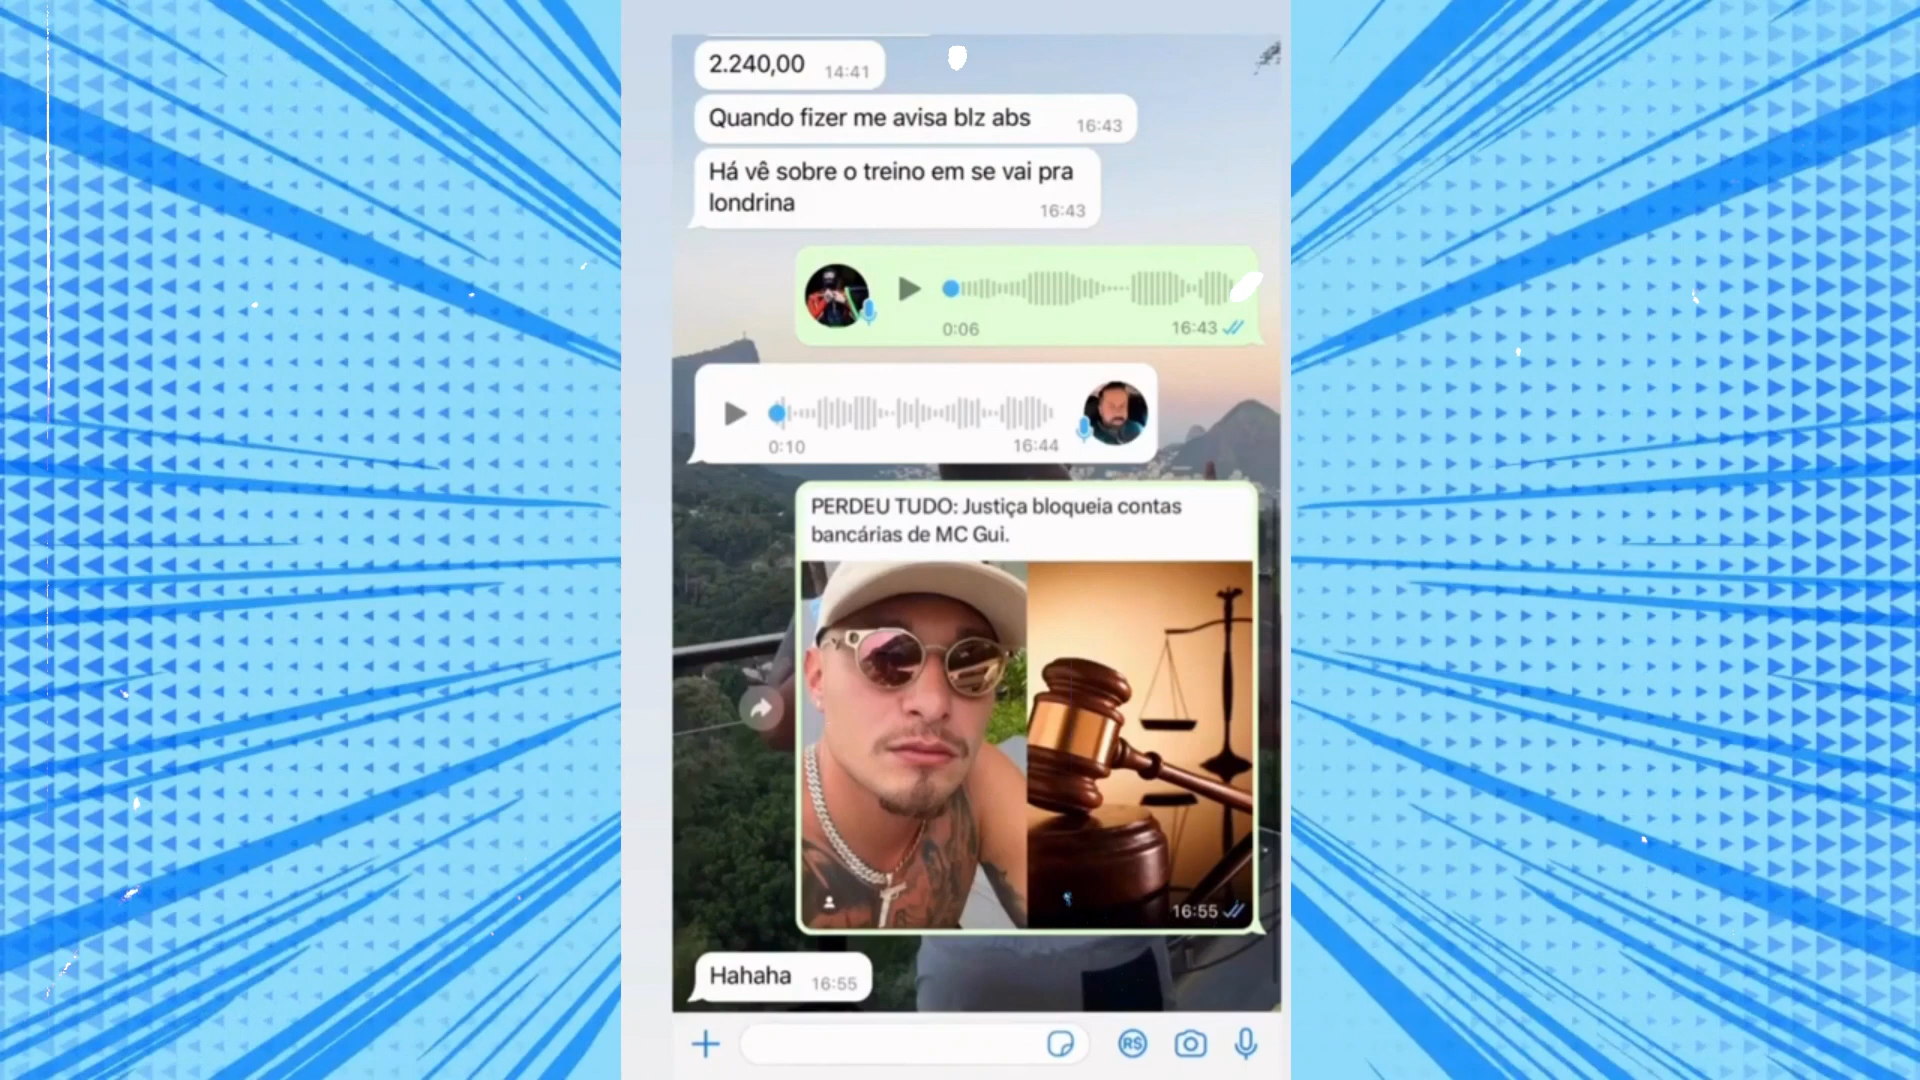 2.240,00 14:41
Quando fizer me avisa blz abs 16:43
Há vê sobre o treino em se vai pra
londrina 16:43
0:06 16:43
0:10 16:44
PERDEU TUDO: Justiça bloqueia contas
bancárias de MC Gui.
16:55
Hahaha 16:55
R$